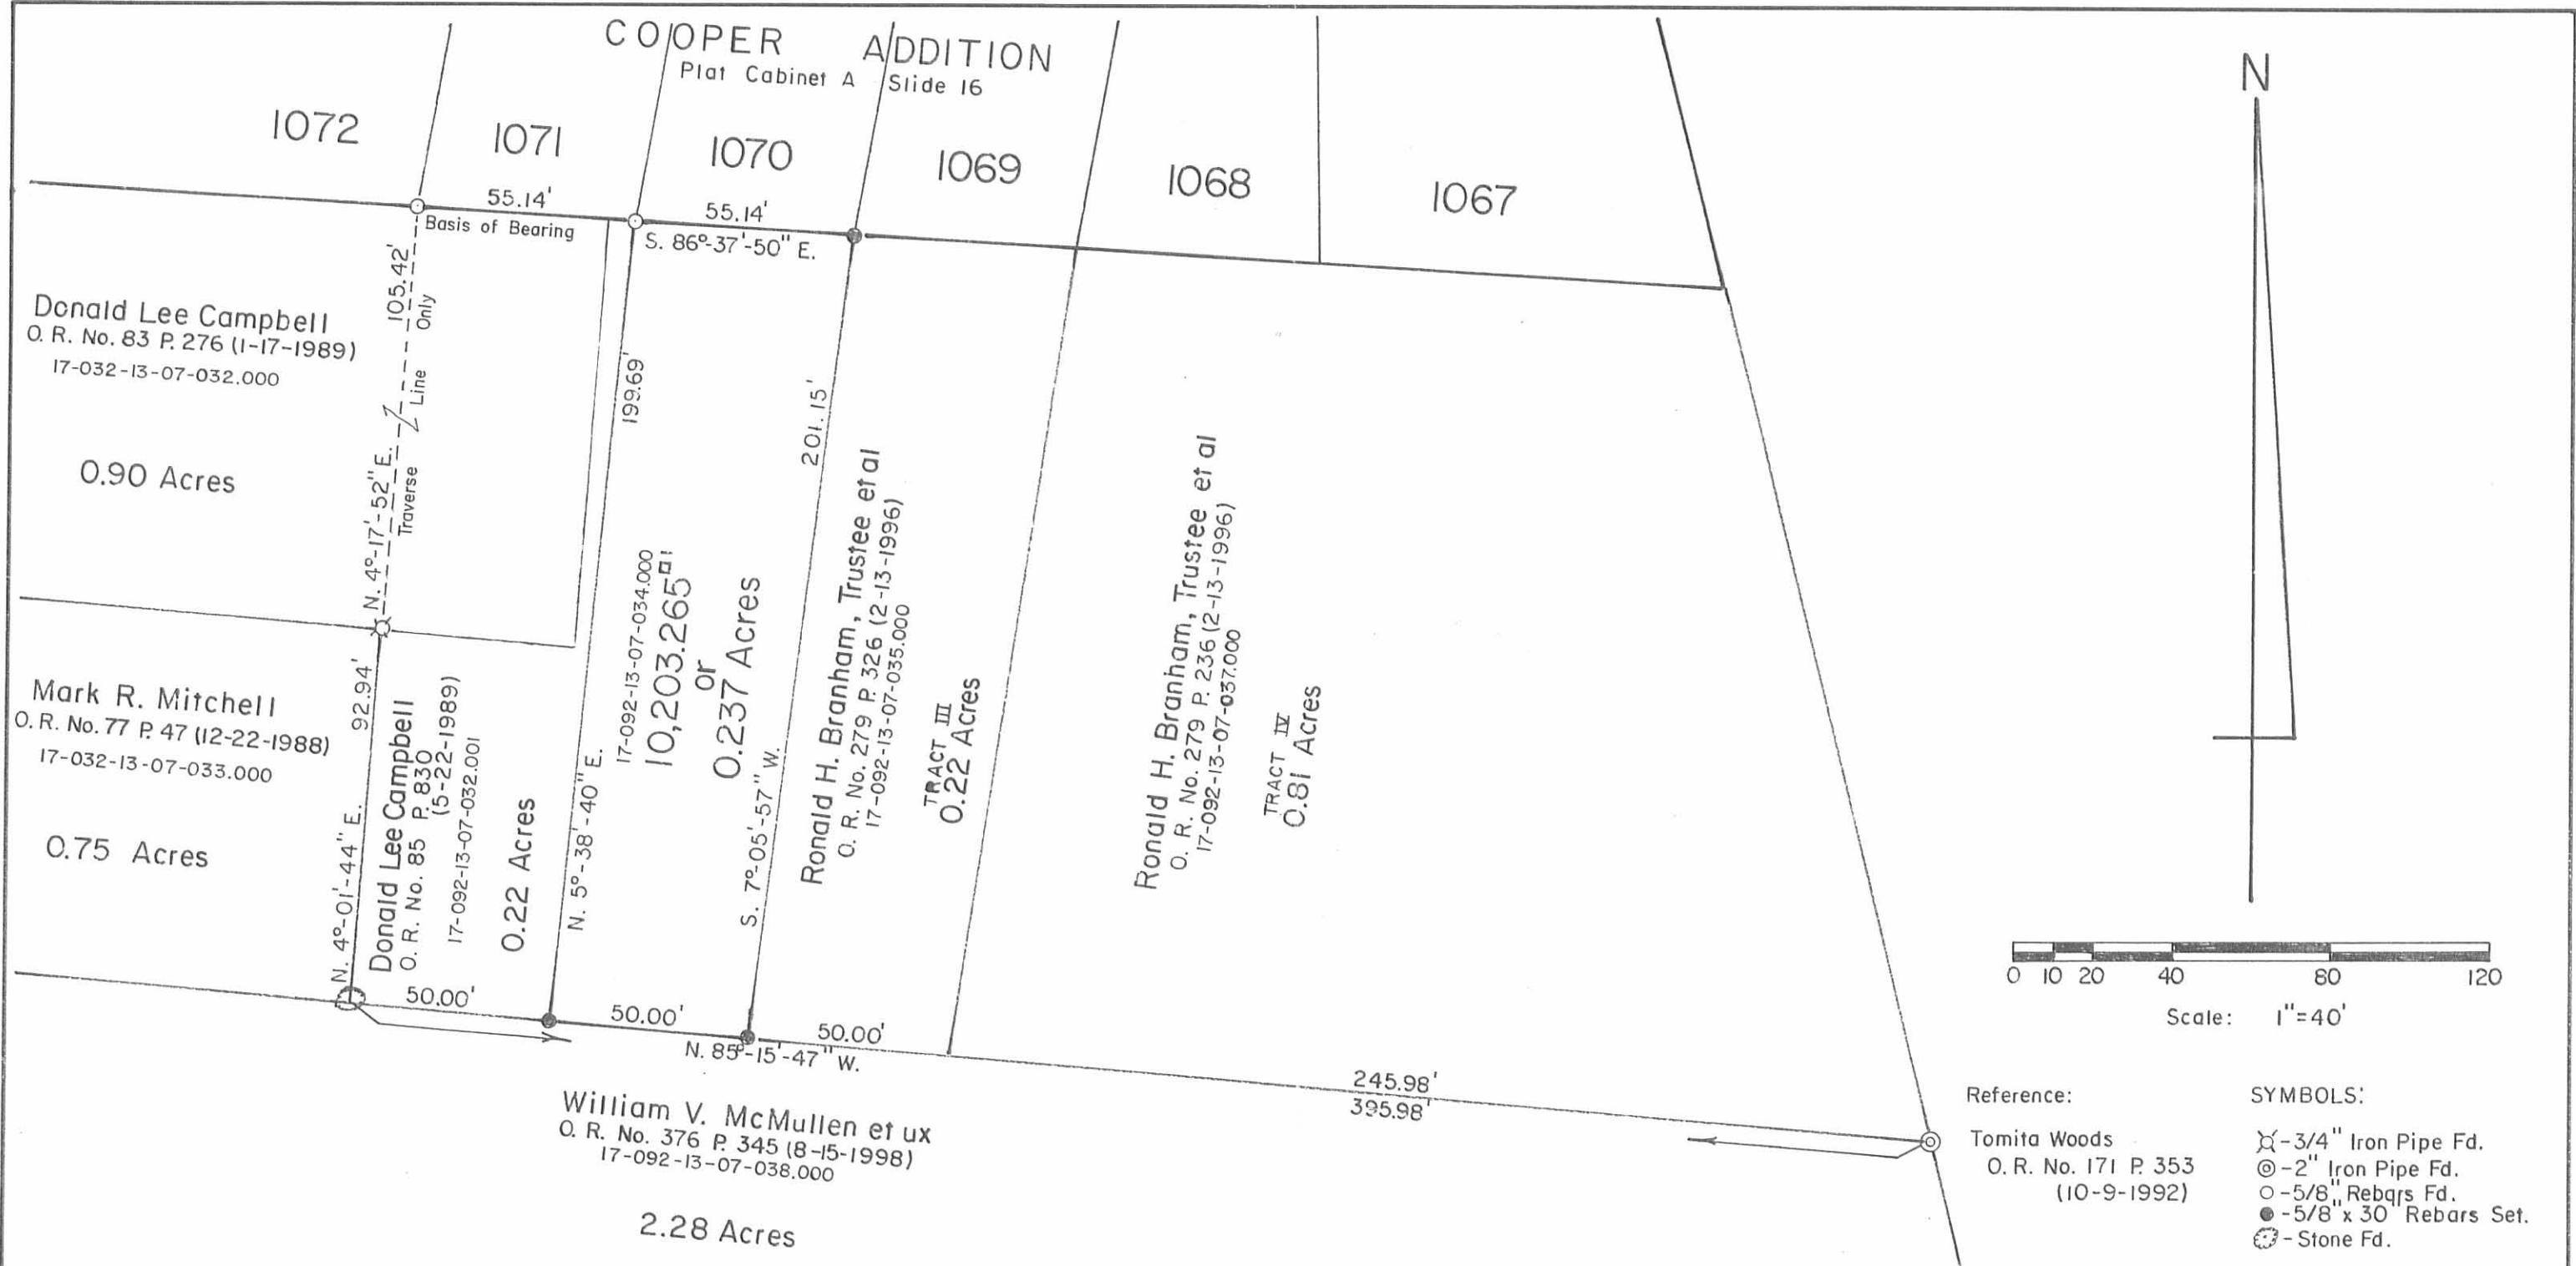 COOPER ADDITION
Plat Cabinet A Slide 16
N
1072
1071
1070
1069
1068
1067
55.14'
Basis of Bearing
55.14'
S. 86°-37'-50" E.
N. 4°-17'-52" E. 105.42'
Traverse Line Only
Donald Lee Campbell
O. R. No. 83 P. 276 (1-17-1989)
17-032-13-07-032.000
0.90 Acres
Mark R. Mitchell
O. R. No. 77 P. 47 (12-22-1988)
17-032-13-07-033.000
0.75 Acres
N. 4°-01'-44" E. 92.94'
Donald Lee Campbell
O. R. No. 85 P. 830
(5-22-1989)
17-092-13-07-032.001
0.22 Acres
N. 5°-38'-40" E. 199.69'
17-092-13-07-034.000
10,203.265□'
or
0.237 Acres
S. 7°-05'-57" W. 201.15'
Ronald H. Branham, Trustee et al
O. R. No. 279 P. 326 (2-13-1996)
17-092-13-07-035.000
TRACT III
0.22 Acres
Ronald H. Branham, Trustee et al
O. R. No. 279 P. 236 (2-13-1996)
17-092-13-07-037.000
TRACT IV
0.81 Acres
50.00'
50.00'
50.00'
N. 85°-15'-47" W.
245.98'
395.98'
William V. McMullen et ux
O. R. No. 376 P. 345 (8-15-1998)
17-092-13-07-038.000
2.28 Acres
0 10 20 40 80 120
Scale: 1"=40'
Reference:
Tomita Woods
O. R. No. 171 P. 353
(10-9-1992)
SYMBOLS:
-3/4" Iron Pipe Fd.
◎-2" Iron Pipe Fd.
○-5/8" Rebars Fd.
●-5/8" x 30" Rebars Set.
- Stone Fd.